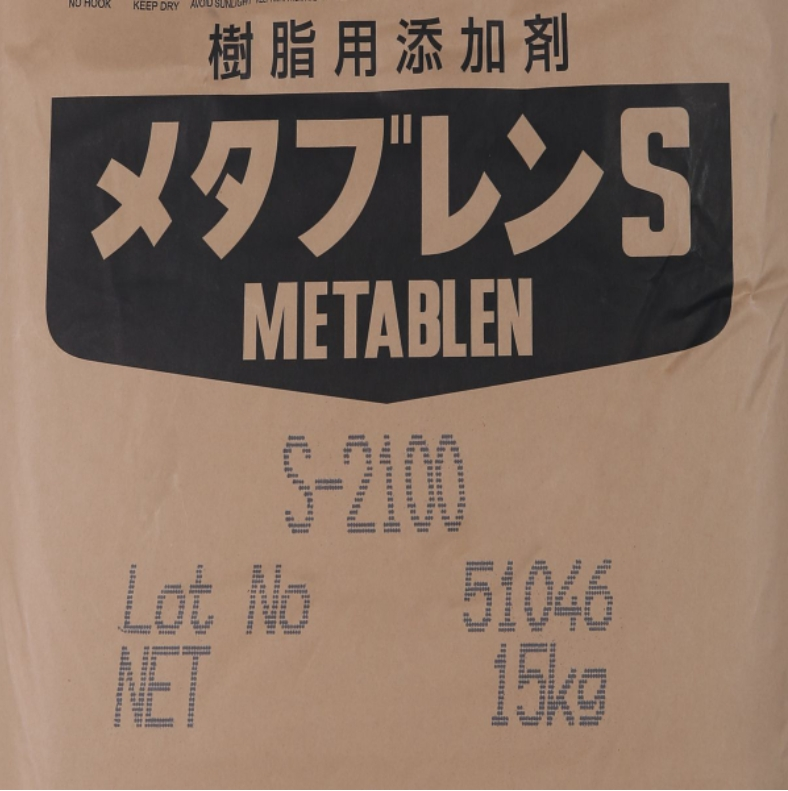 NO HOOK KEEP DRY AVOID SUNLIGHT
樹脂用添加剤
メタブレンS
METABLEN
S-2100
Lot No 51046
NET 15kg